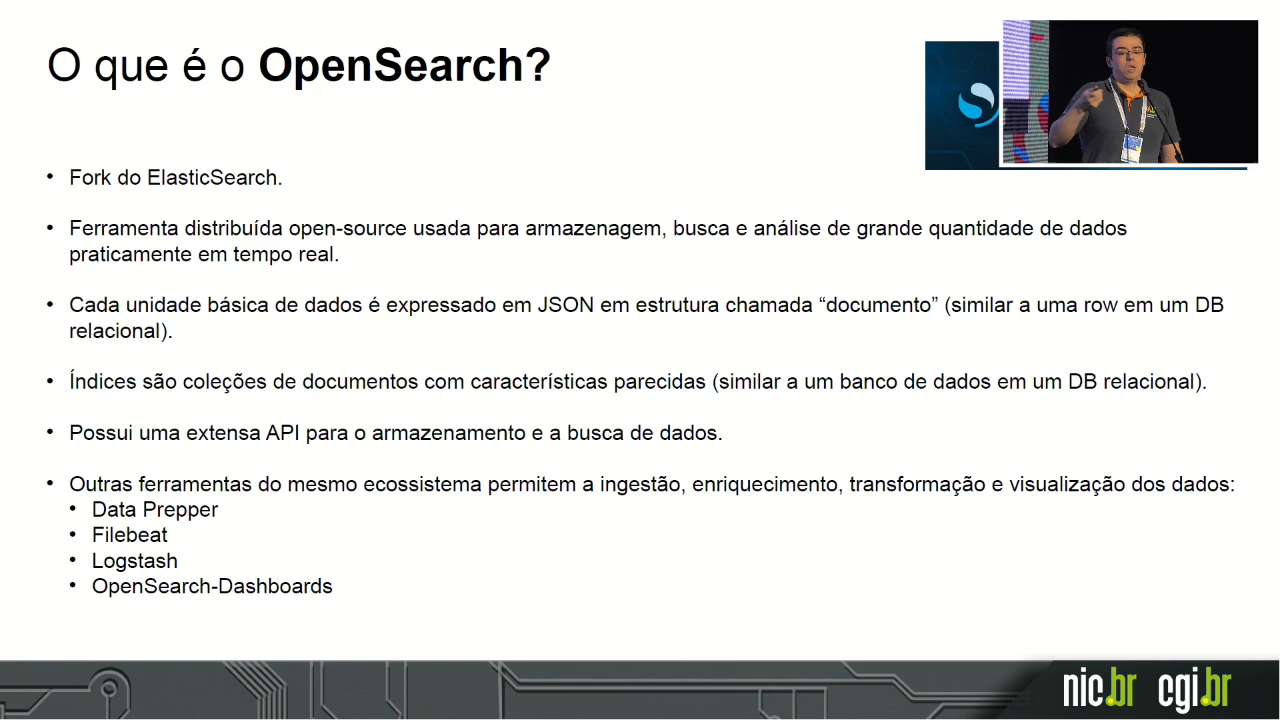 O que é o OpenSearch?
• Fork do ElasticSearch.
• Ferramenta distribuída open-source usada para armazenagem, busca e análise de grande quantidade de dados
praticamente em tempo real.
• Cada unidade básica de dados é expressado em JSON em estrutura chamada “documento” (similar a uma row em um DB
relacional).
• Índices são coleções de documentos com características parecidas (similar a um banco de dados em um DB relacional).
• Possui uma extensa API para o armazenamento e a busca de dados.
• Outras ferramentas do mesmo ecossistema permitem a ingestão, enriquecimento, transformação e visualização dos dados:
• Data Prepper
• Filebeat
• Logstash
• OpenSearch-Dashboards
nic.br cgi.br